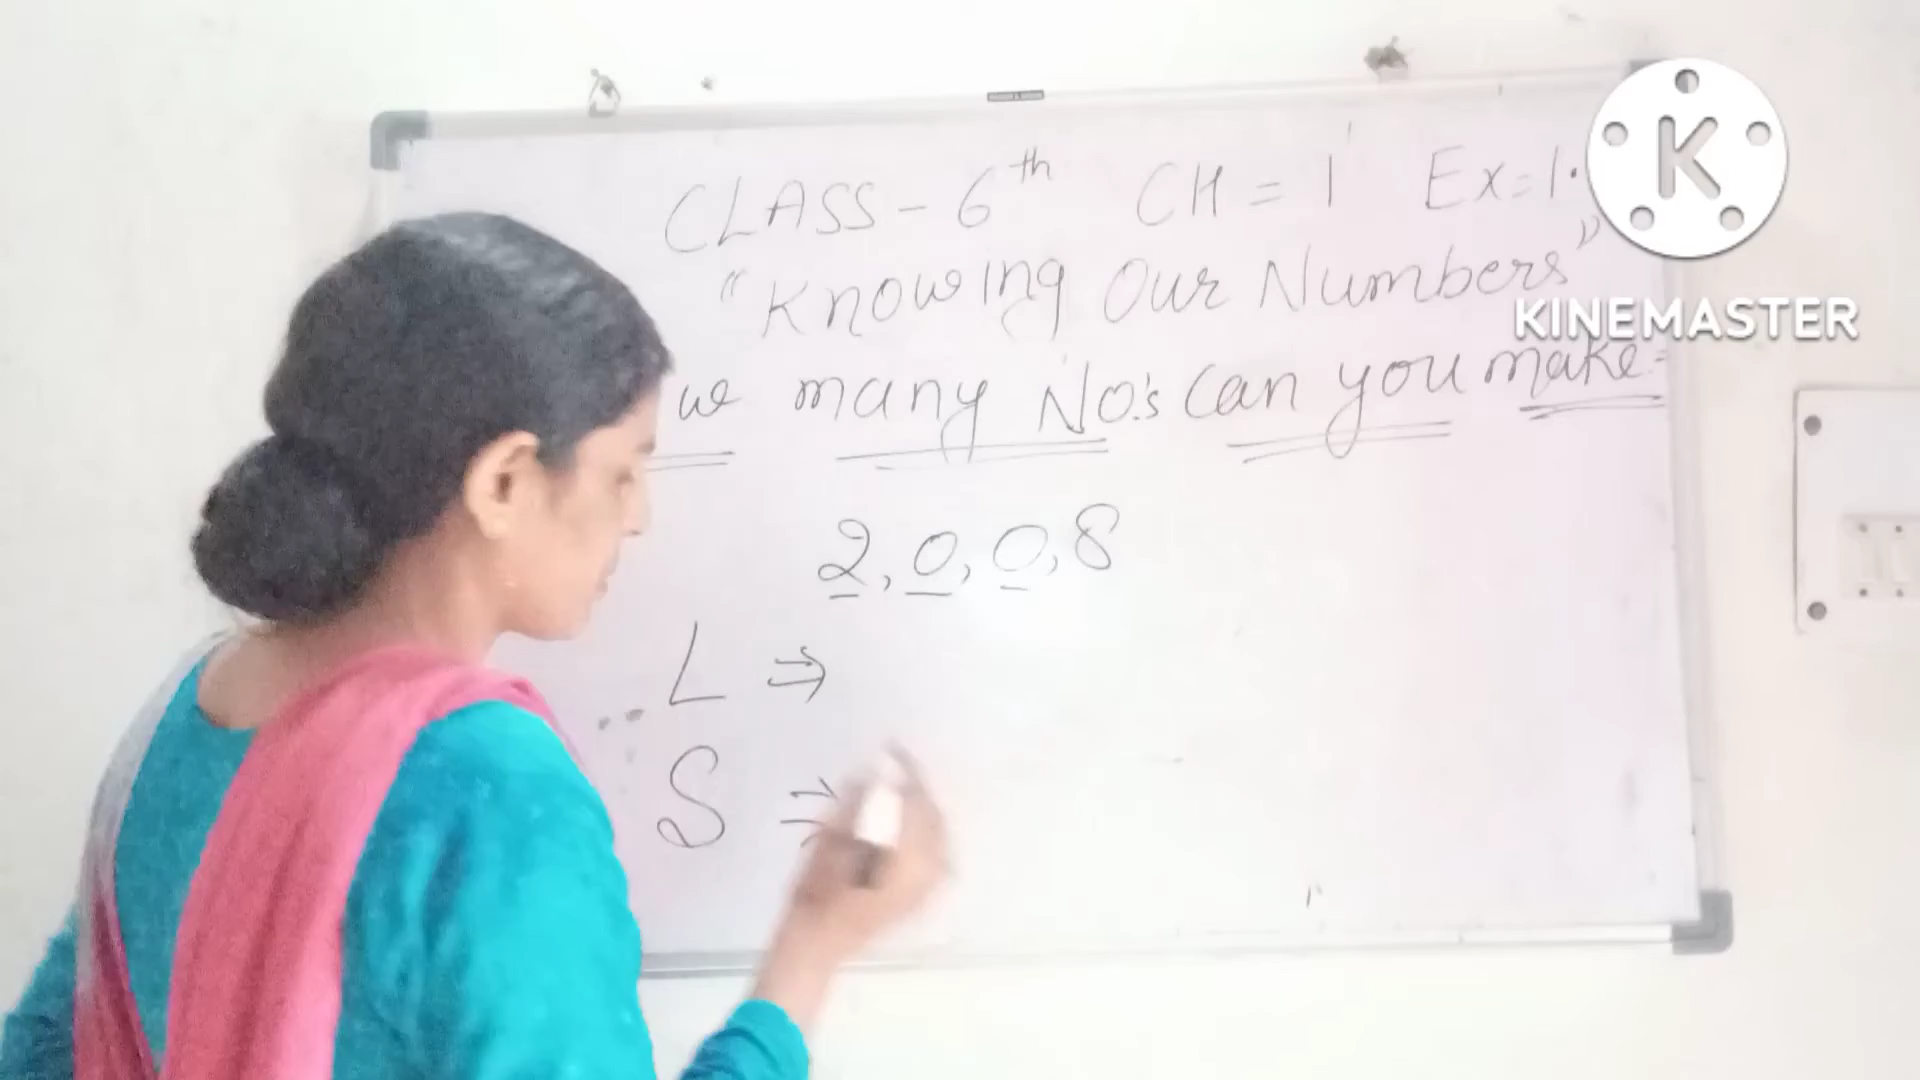 CLASS - 6th CH = 1 Ex = 1.
"Knowing Our Numbers"
w many No.'s Can you make =
2, 0, 0, 8
L ⇒
S ⇒
K
KINEMASTER